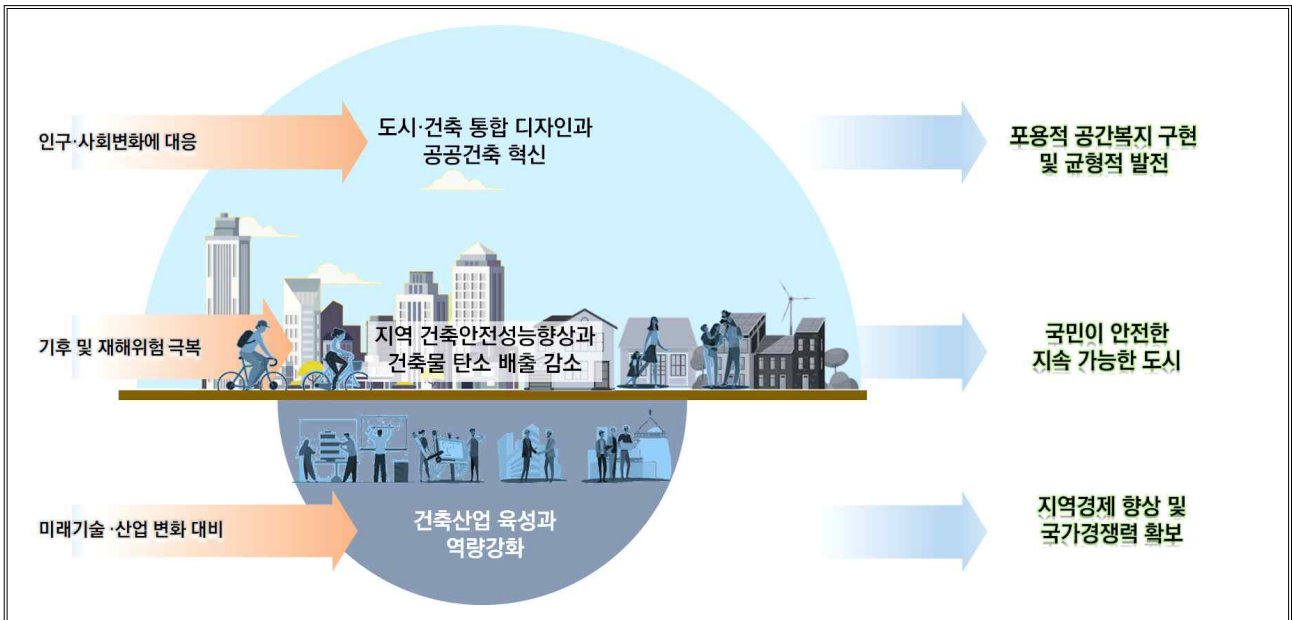 인구·사회변화에 대응
도시·건축 통합 디자인과
공공건축 혁신
포용적 공간복지 구현
및 균형적 발전
기후 및 재해위험 극복
지역 건축안전성능향상과
건축물 탄소 배출 감소
국민이 안전한
지속 가능한 도시
미래기술 ·산업 변화 대비
건축산업 육성과
역량강화
지역경제 향상 및
국가경쟁력 확보